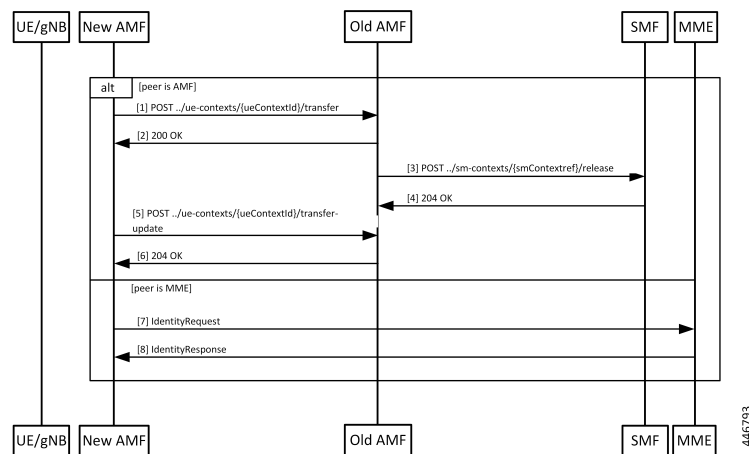 UE/gNB New AMF Old AMF SMF MME
alt [peer is AMF]
[1] POST ../ue-contexts/{ueContextId}/transfer
[2] 200 OK
[3] POST ../sm-contexts/{smContextref}/release
[4] 204 OK
[5] POST ../ue-contexts/{ueContextId}/transfer-
update
[6] 204 OK
[peer is MME]
[7] IdentityRequest
[8] IdentityResponse
UE/gNB New AMF Old AMF SMF MME
446793